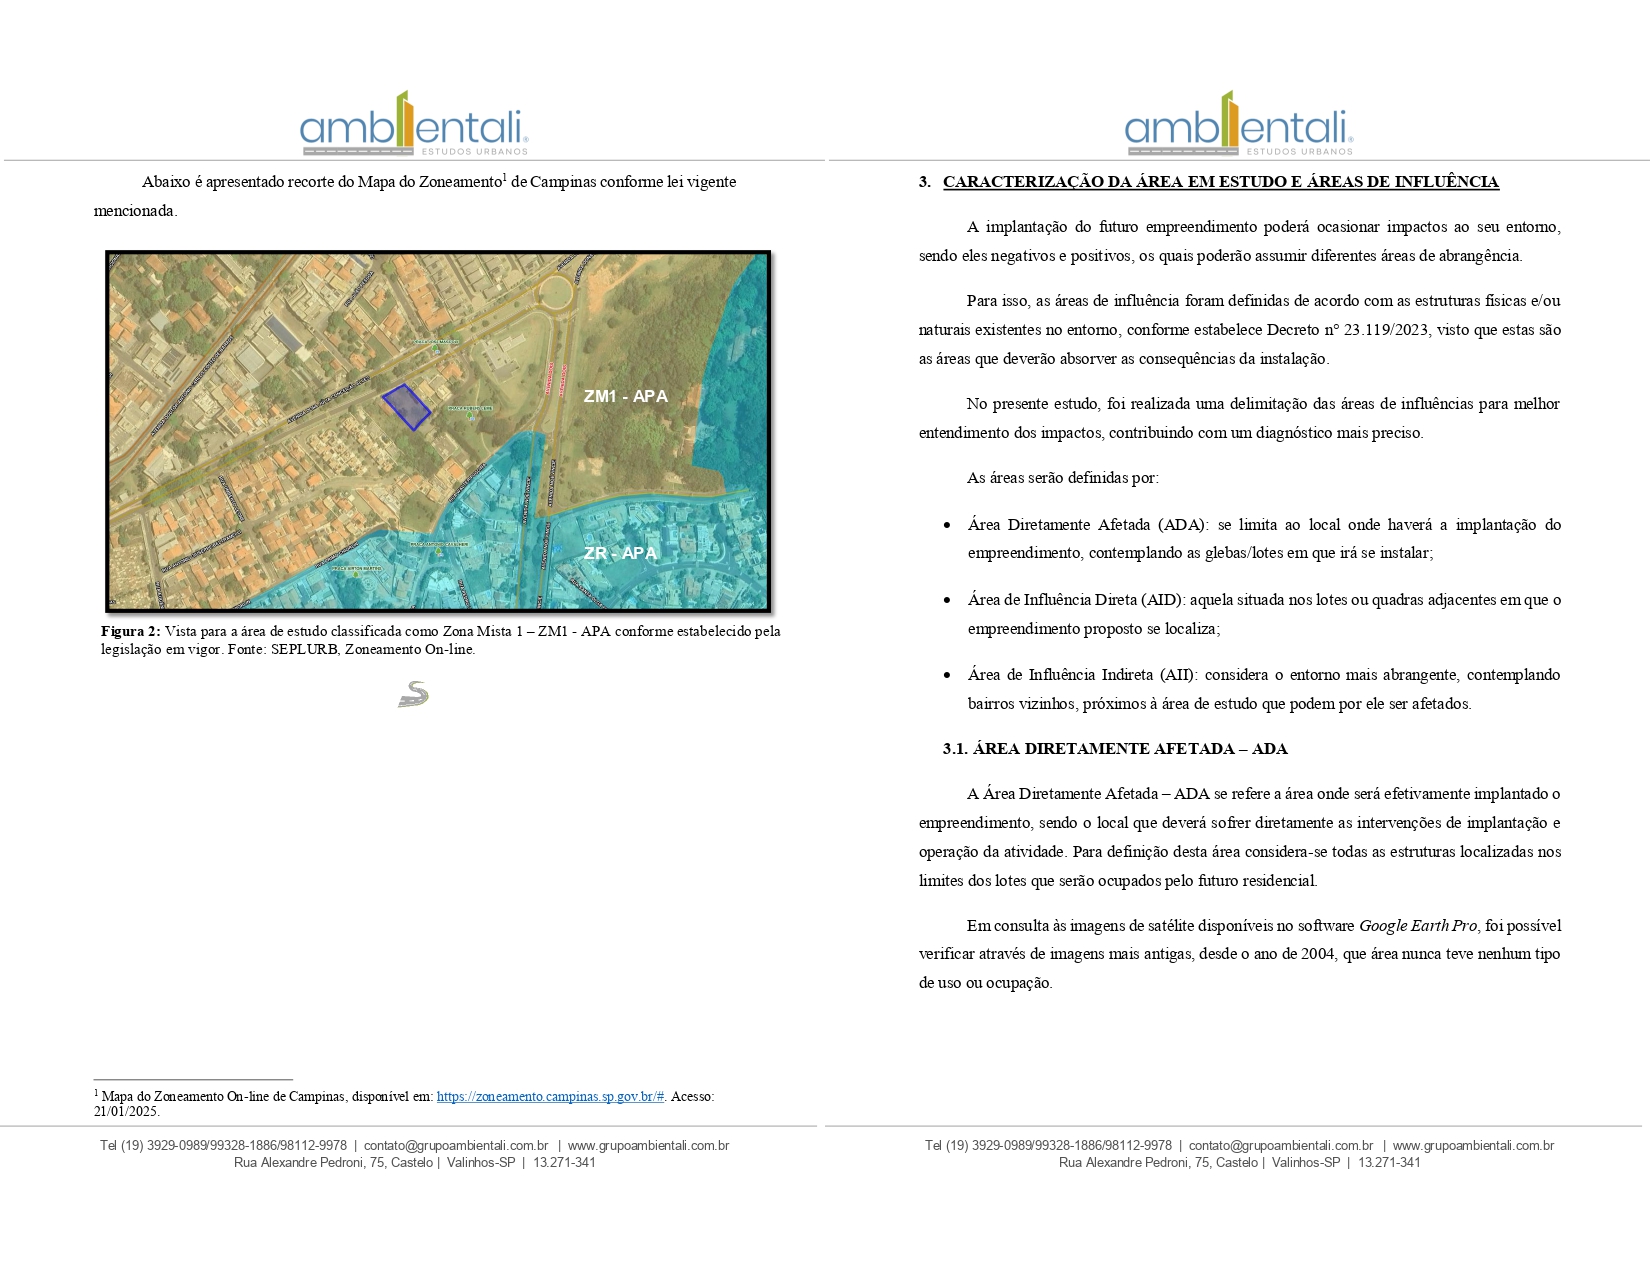 ambientali®
ESTUDOS URBANOS
Abaixo é apresentado recorte do Mapa do Zoneamento¹ de Campinas conforme lei vigente
mencionada.
ZM1 - APA
ZR - APA
Figura 2: Vista para a área de estudo classificada como Zona Mista 1 – ZM1 - APA conforme estabelecido pela
legislação em vigor. Fonte: SEPLURB, Zoneamento On-line.
¹ Mapa do Zoneamento On-line de Campinas, disponível em: https://zoneamento.campinas.sp.gov.br/#. Acesso:
21/01/2025.
Tel (19) 3929-0989/99328-1886/98112-9978 | contato@grupoambientali.com.br | www.grupoambientali.com.br
Rua Alexandre Pedroni, 75, Castelo | Valinhos-SP | 13.271-341
ambientali®
ESTUDOS URBANOS
3. CARACTERIZAÇÃO DA ÁREA EM ESTUDO E ÁREAS DE INFLUÊNCIA
A implantação do futuro empreendimento poderá ocasionar impactos ao seu entorno,
sendo eles negativos e positivos, os quais poderão assumir diferentes áreas de abrangência.
Para isso, as áreas de influência foram definidas de acordo com as estruturas físicas e/ou
naturais existentes no entorno, conforme estabelece Decreto n° 23.119/2023, visto que estas são
as áreas que deverão absorver as consequências da instalação.
No presente estudo, foi realizada uma delimitação das áreas de influências para melhor
entendimento dos impactos, contribuindo com um diagnóstico mais preciso.
As áreas serão definidas por:
• Área Diretamente Afetada (ADA): se limita ao local onde haverá a implantação do
empreendimento, contemplando as glebas/lotes em que irá se instalar;
• Área de Influência Direta (AID): aquela situada nos lotes ou quadras adjacentes em que o
empreendimento proposto se localiza;
• Área de Influência Indireta (AII): considera o entorno mais abrangente, contemplando
bairros vizinhos, próximos à área de estudo que podem por ele ser afetados.
3.1. ÁREA DIRETAMENTE AFETADA – ADA
A Área Diretamente Afetada – ADA se refere a área onde será efetivamente implantado o
empreendimento, sendo o local que deverá sofrer diretamente as intervenções de implantação e
operação da atividade. Para definição desta área considera-se todas as estruturas localizadas nos
limites dos lotes que serão ocupados pelo futuro residencial.
Em consulta às imagens de satélite disponíveis no software Google Earth Pro, foi possível
verificar através de imagens mais antigas, desde o ano de 2004, que área nunca teve nenhum tipo
de uso ou ocupação.
Tel (19) 3929-0989/99328-1886/98112-9978 | contato@grupoambientali.com.br | www.grupoambientali.com.br
Rua Alexandre Pedroni, 75, Castelo | Valinhos-SP | 13.271-341